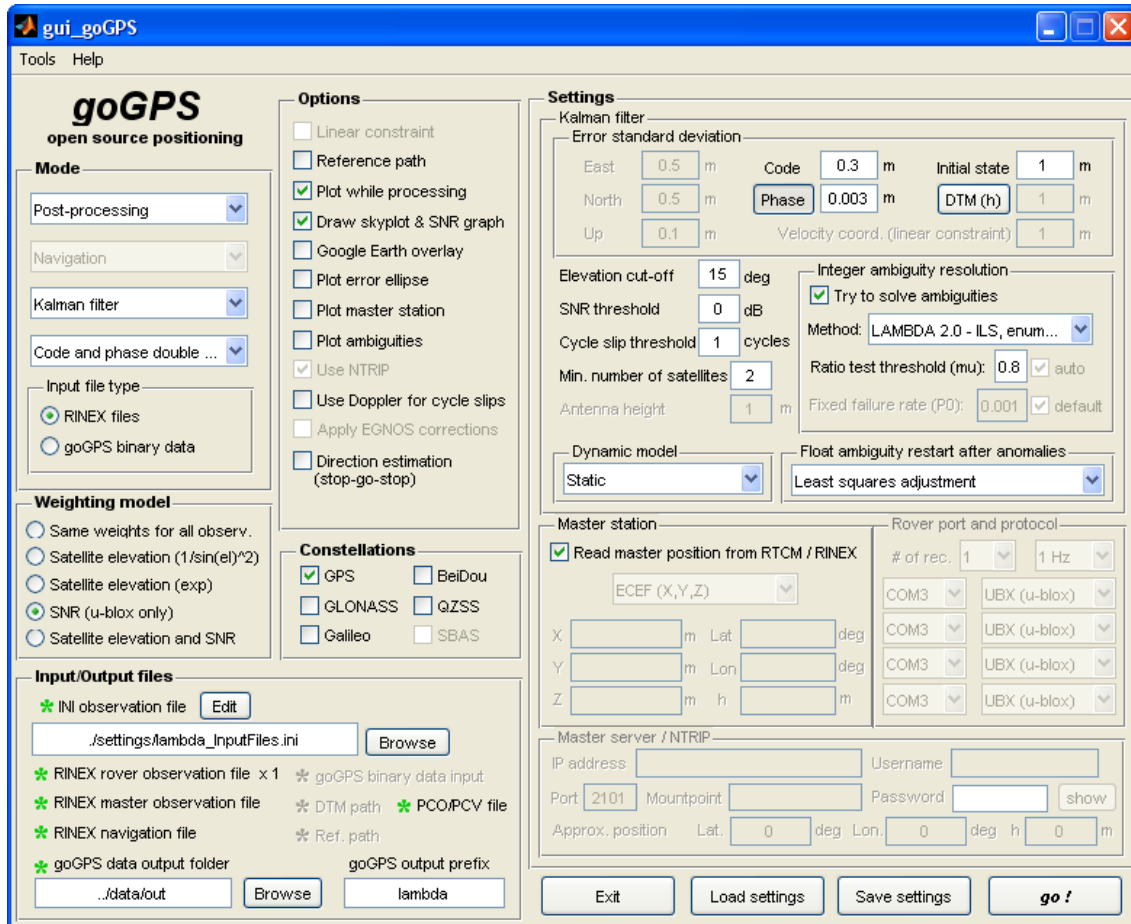 gui_goGPS
Tools Help
goGPS
open source positioning
Mode
Post-processing
Navigation
Kalman filter
Code and phase double ...
Input file type
RINEX files
goGPS binary data
Weighting model
Same weights for all observ.
Satellite elevation (1/sin(el)^2)
Satellite elevation (exp)
SNR (u-blox only)
Satellite elevation and SNR
Options
Linear constraint
Reference path
Plot while processing
Draw skyplot & SNR graph
Google Earth overlay
Plot error ellipse
Plot master station
Plot ambiguities
Use NTRIP
Use Doppler for cycle slips
Apply EGNOS corrections
Direction estimation
(stop-go-stop)
Constellations
GPS BeiDou
GLONASS QZSS
Galileo SBAS
Input/Output files
* INI observation file Edit
./settings/lambda_InputFiles.ini Browse
* RINEX rover observation file x 1 * goGPS binary data input
* RINEX master observation file * DTM path * PCO/PCV file
* RINEX navigation file * Ref. path
* goGPS data output folder goGPS output prefix
../data/out Browse lambda
Settings
Kalman filter
Error standard deviation
East 0.5 m Code 0.3 m Initial state 1 m
North 0.5 m Phase 0.003 m DTM (h) 1 m
Up 0.1 m Velocity coord. (linear constraint) 1 m
Elevation cut-off 15 deg
SNR threshold 0 dB
Cycle slip threshold 1 cycles
Min. number of satellites 2
Antenna height 1 m
Integer ambiguity resolution
Try to solve ambiguities
Method: LAMBDA 2.0 - ILS, enum...
Ratio test threshold (mu): 0.8 auto
Fixed failure rate (P0): 0.001 default
Dynamic model
Static
Float ambiguity restart after anomalies
Least squares adjustment
Master station
Read master position from RTCM / RINEX
ECEF (X,Y,Z)
X m Lat deg
Y m Lon deg
Z m h m
Rover port and protocol
# of rec. 1 1 Hz
COM3 UBX (u-blox)
COM3 UBX (u-blox)
COM3 UBX (u-blox)
COM3 UBX (u-blox)
Master server / NTRIP
IP address Username
Port 2101 Mountpoint Password show
Approx. position Lat. 0 deg Lon. 0 deg h 0 m
Exit Load settings Save settings go !